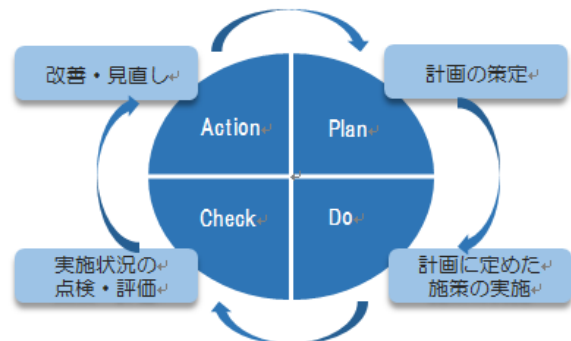 改善・見直し
計画の策定
Action
Plan
Check
Do
実施状況の
点検・評価
計画に定めた
施策の実施